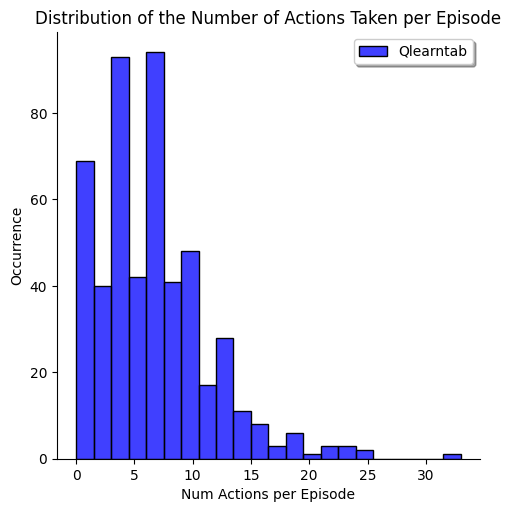 Distribution of the Number of Actions Taken per Episode
Qlearntab
80
60
40
20
0
Occurrence
0 5 10 15 20 25 30
Num Actions per Episode